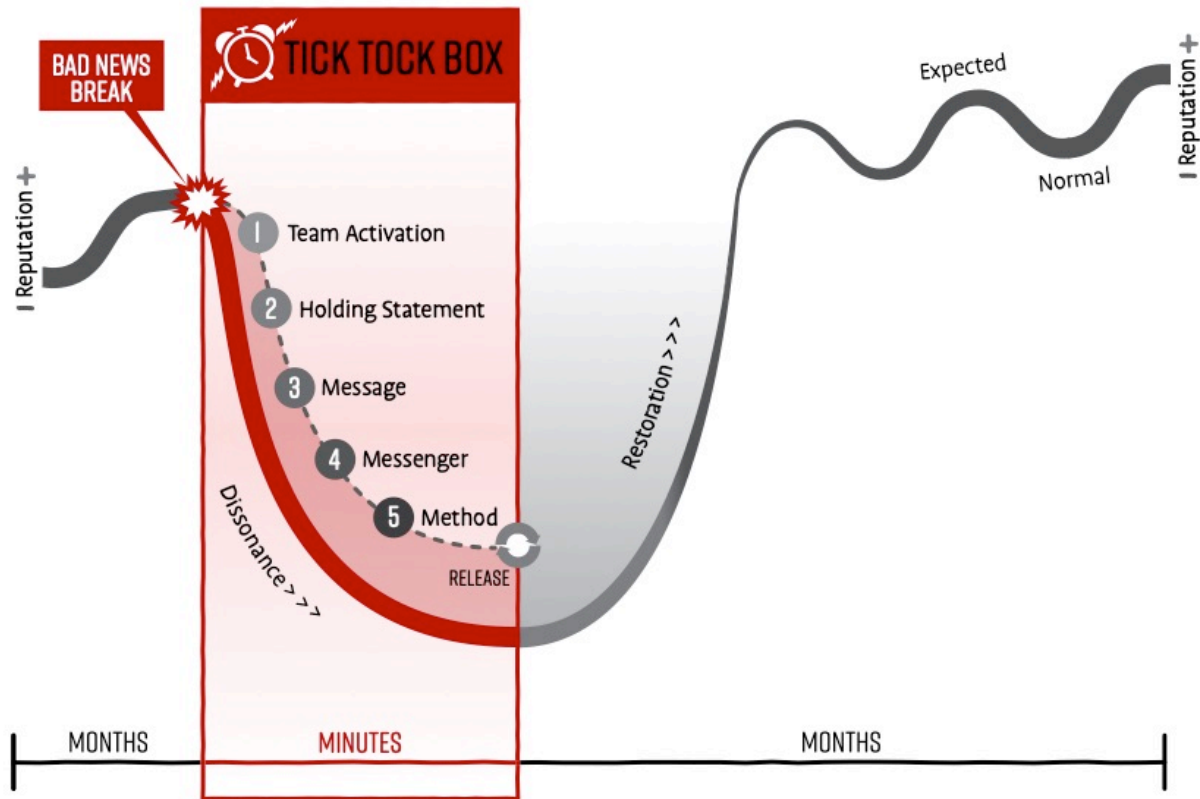 TICK TOCK BOX
BAD NEWS
BREAK
– Reputation +
1 Team Activation
2 Holding Statement
3 Message
4 Messenger
5 Method
RELEASE
Dissonance > > >
Restoration > > >
Expected
Normal
– Reputation +
MONTHS
MINUTES
MONTHS